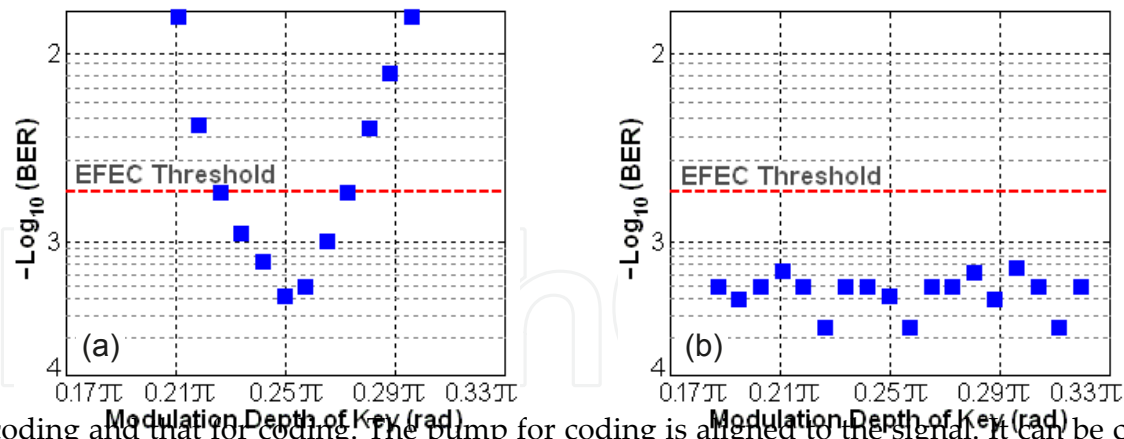 2 2
EFEC Threshold EFEC Threshold
-Log10 (BER) -Log10 (BER)
3 3
(a) (b)
4 4
0.17π 0.21π 0.25π 0.29π 0.33π 0.17π 0.21π 0.25π 0.29π 0.33π
Modulation Depth of Key (rad) Modulation Depth of Key (rad)
coding and that for coding. The pump for coding is aligned to the signal. It can be